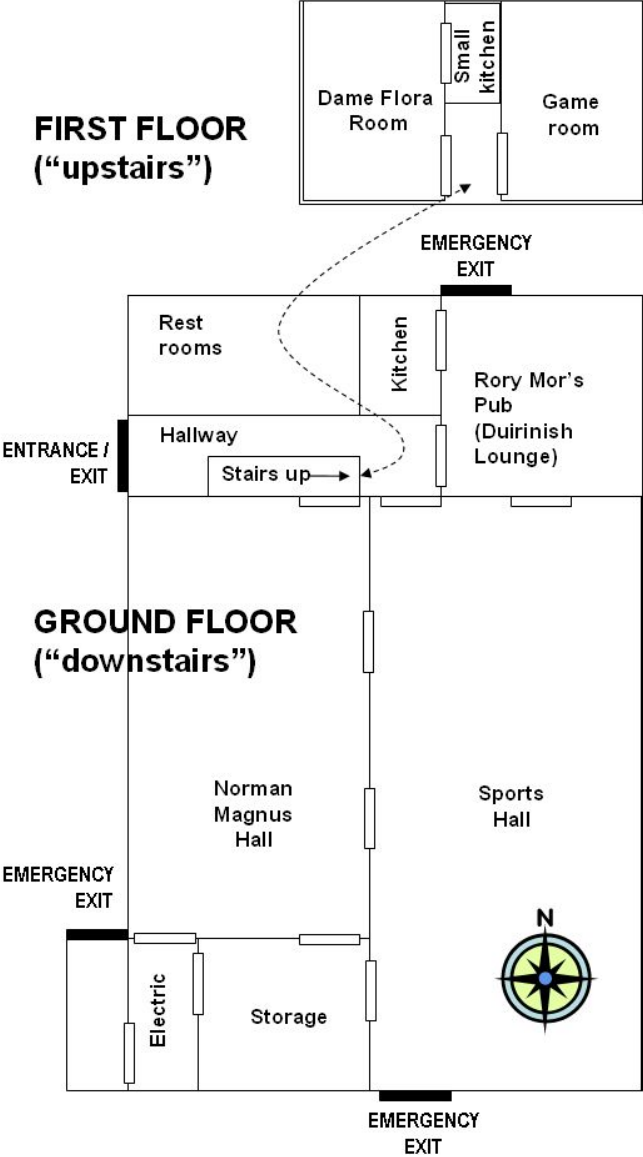 Small
kitchen
Dame Flora
Room
Game
room
FIRST FLOOR
(“upstairs”)
EMERGENCY
EXIT
Rest
rooms
Kitchen
Rory Mor’s
Pub
(Duirinish
Lounge)
Hallway
ENTRANCE /
EXIT
Stairs up
GROUND FLOOR
(“downstairs”)
Norman
Magnus
Hall
Sports
Hall
EMERGENCY
EXIT
N
Electric
Storage
EMERGENCY
EXIT